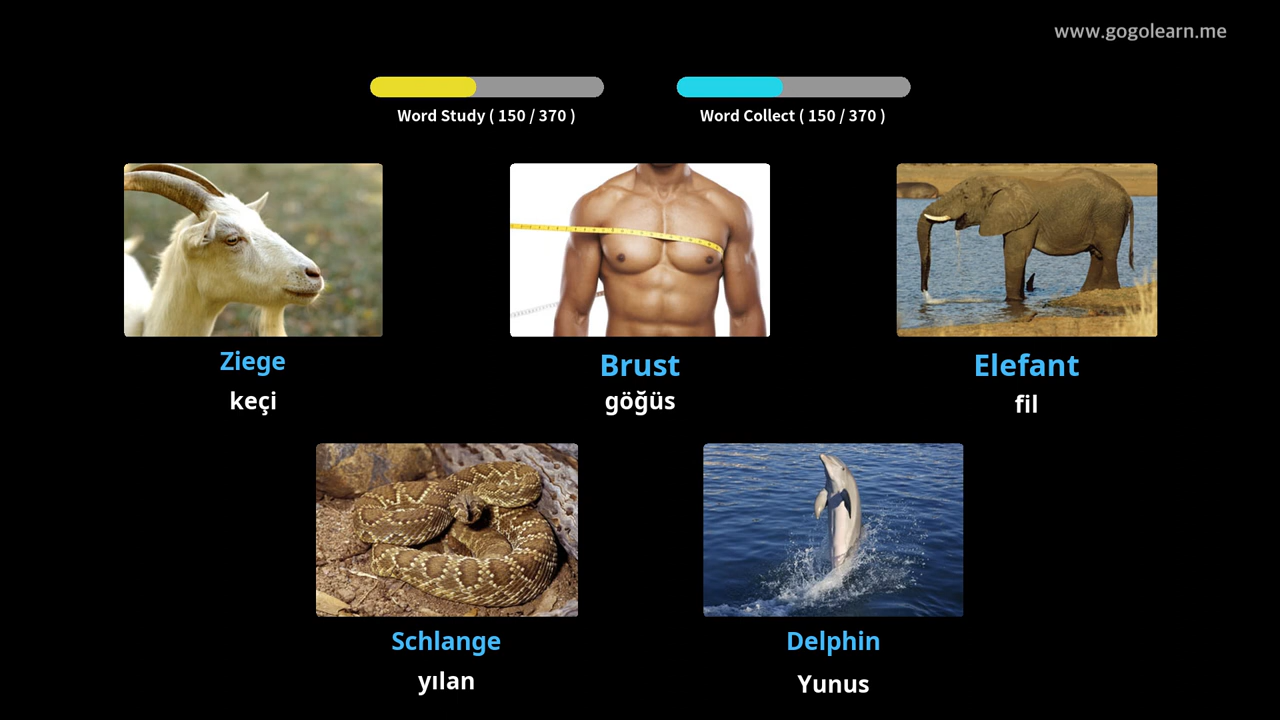 www.gogolearn.me
Word Study ( 150 / 370 )
Word Collect ( 150 / 370 )
Ziege
keçi
Brust
göğüs
Elefant
fil
Schlange
yılan
Delphin
Yunus